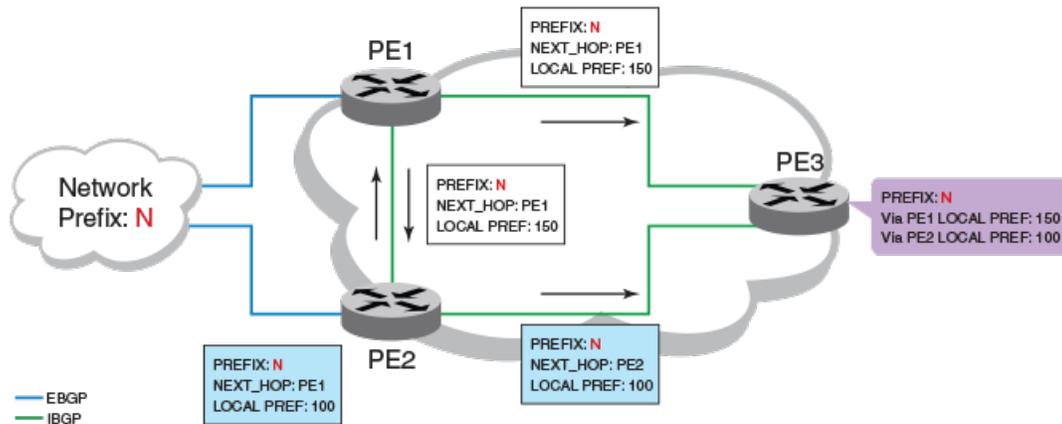 PE1
PREFIX: N
NEXT_HOP: PE1
LOCAL PREF: 150
Network
Prefix: N
PREFIX: N
NEXT_HOP: PE1
LOCAL PREF: 150
PE3
PREFIX: N
Via PE1 LOCAL PREF: 150
Via PE2 LOCAL PREF: 100
PE2
PREFIX: N
NEXT_HOP: PE1
LOCAL PREF: 100
PREFIX: N
NEXT_HOP: PE2
LOCAL PREF: 100
EBGP
IBGP